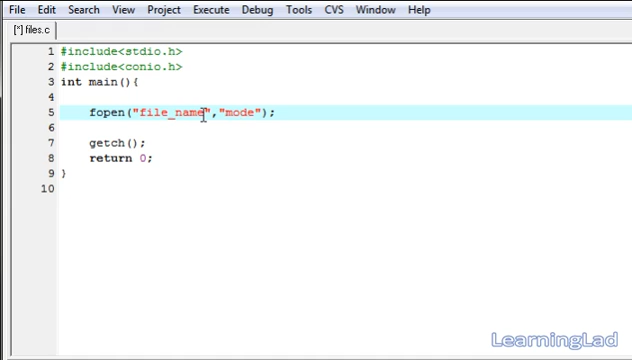 File Edit Search View Project Execute Debug Tools CVS Window Help
[*] files.c
1 #include<stdio.h>
2 #include<conio.h>
3 int main(){
4
5 fopen("file_name","mode");
6
7 getch();
8 return 0;
9 }
10
LearningLad